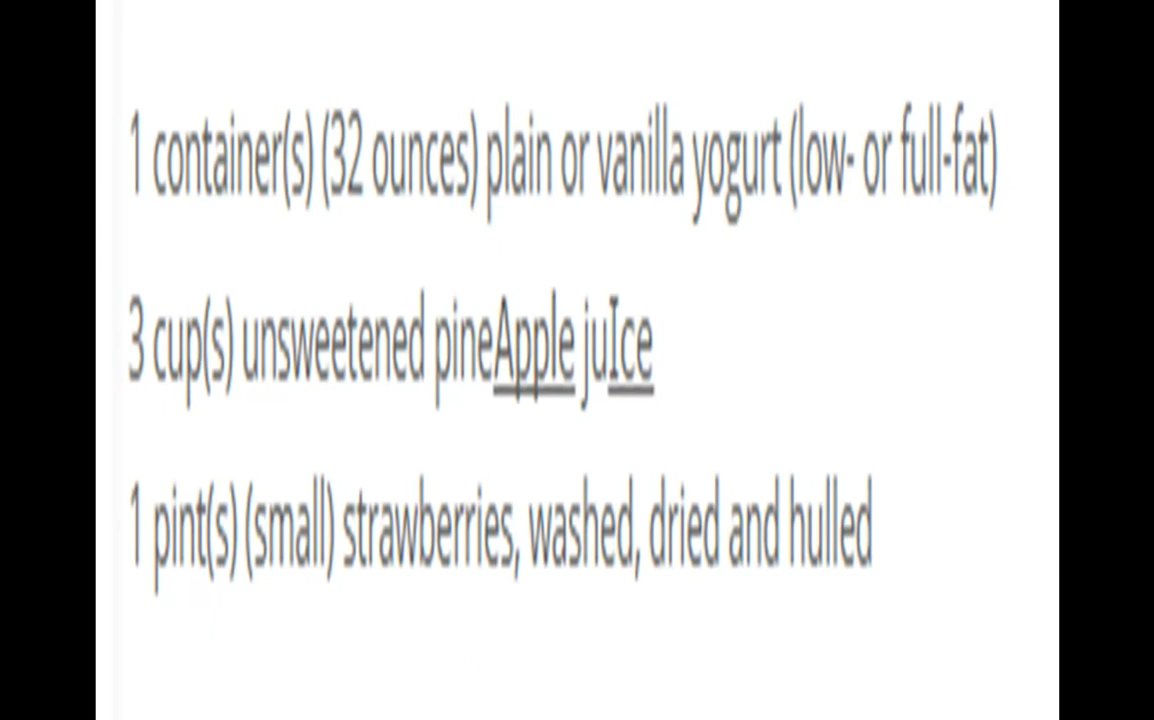 1 container(s) (32 ounces) plain or vanilla yogurt (low- or full-fat)
3 cup(s) unsweetened pineApple juIce
1 pint(s) (small) strawberries, washed, dried and hulled